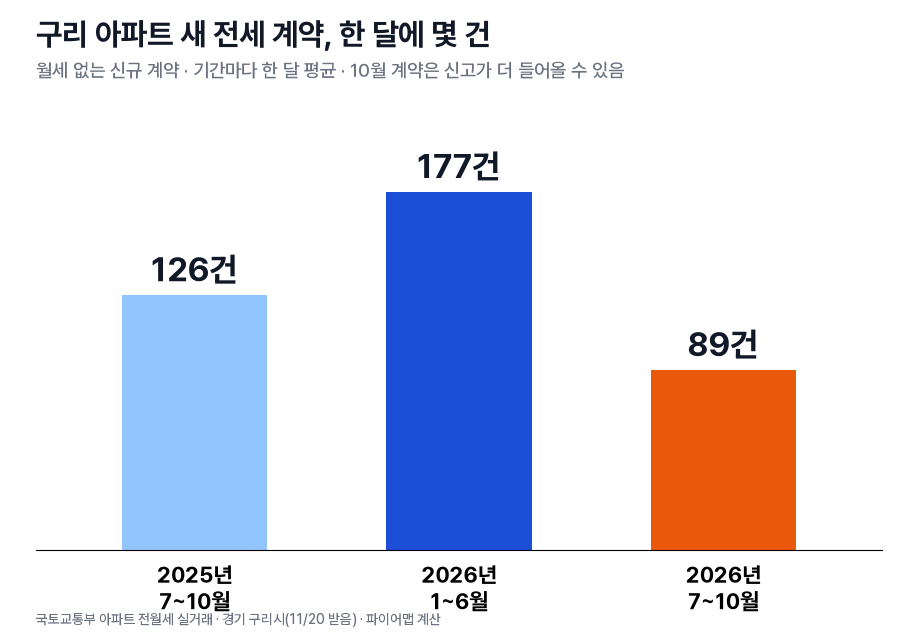 구리 아파트 새 전세 계약, 한 달에 몇 건
월세 없는 신규 계약 · 기간마다 한 달 평균 · 10월 계약은 신고가 더 들어올 수 있음
126건
177건
89건
2025년
7~10월
2026년
1~6월
2026년
7~10월
국토교통부 아파트 전월세 실거래 · 경기 구리시(11/20 받음) · 파이어맵 계산